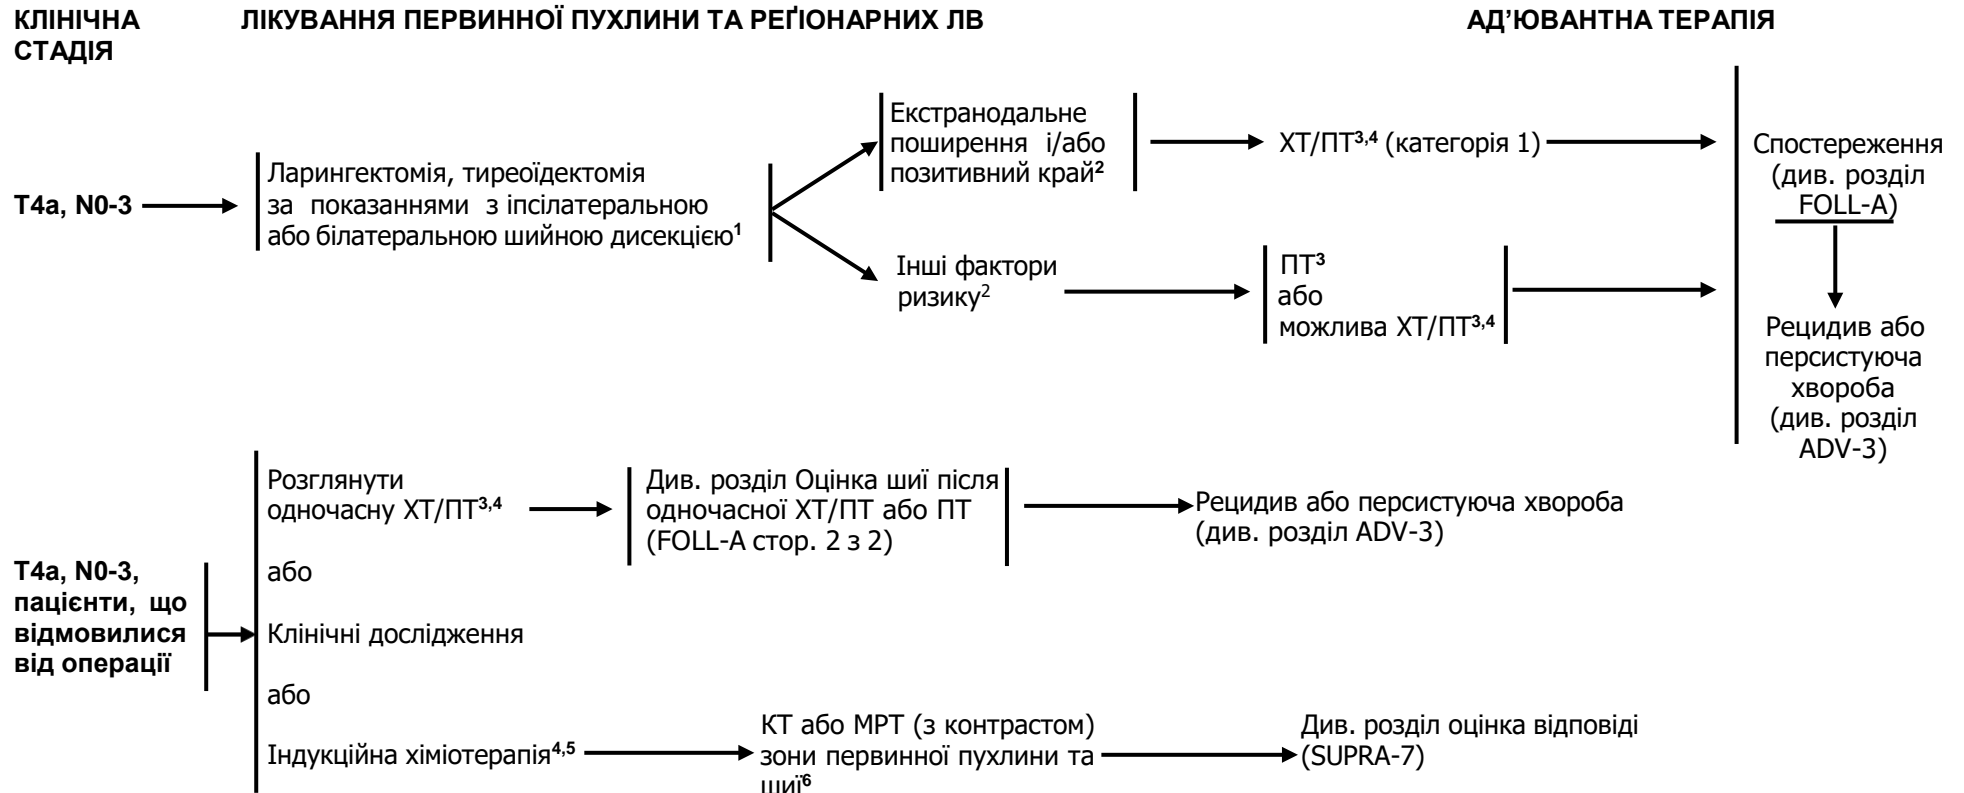 КЛІНІЧНА
СТАДІЯ
ЛІКУВАННЯ ПЕРВИННОЇ ПУХЛИНИ ТА РЕҐІОНАРНИХ ЛВ
АД’ЮВАНТНА ТЕРАПІЯ
T4a, N0-3
Ларингектомія, тиреоїдектомія
за показаннями з іпсілатеральною
або білатеральною шийною дисекцією1
Екстранодальне
поширення і/або
позитивний край2
ХТ/ПТ3,4 (категорія 1)
Інші фактори
ризику2
ПТ3
або
можлива ХТ/ПТ3,4
Спостереження
(див. розділ
FOLL-A)
Рецидив або
персистуюча
хвороба
(див. розділ
ADV-3)
T4a, N0-3,
пацієнти, що
відмовилися
від операції
Розглянути
одночасну ХТ/ПТ3,4
Див. розділ Оцінка шиї після
одночасної ХТ/ПТ або ПТ
(FOLL-A стор. 2 з 2)
Рецидив або персистуюча хвороба
(див. розділ ADV-3)
або
Клінічні дослідження
або
Індукційна хіміотерапія4,5
КТ або МРТ (з контрастом)
зони первинної пухлини та
шиї6
Див. розділ оцінка відповіді
(SUPRA-7)